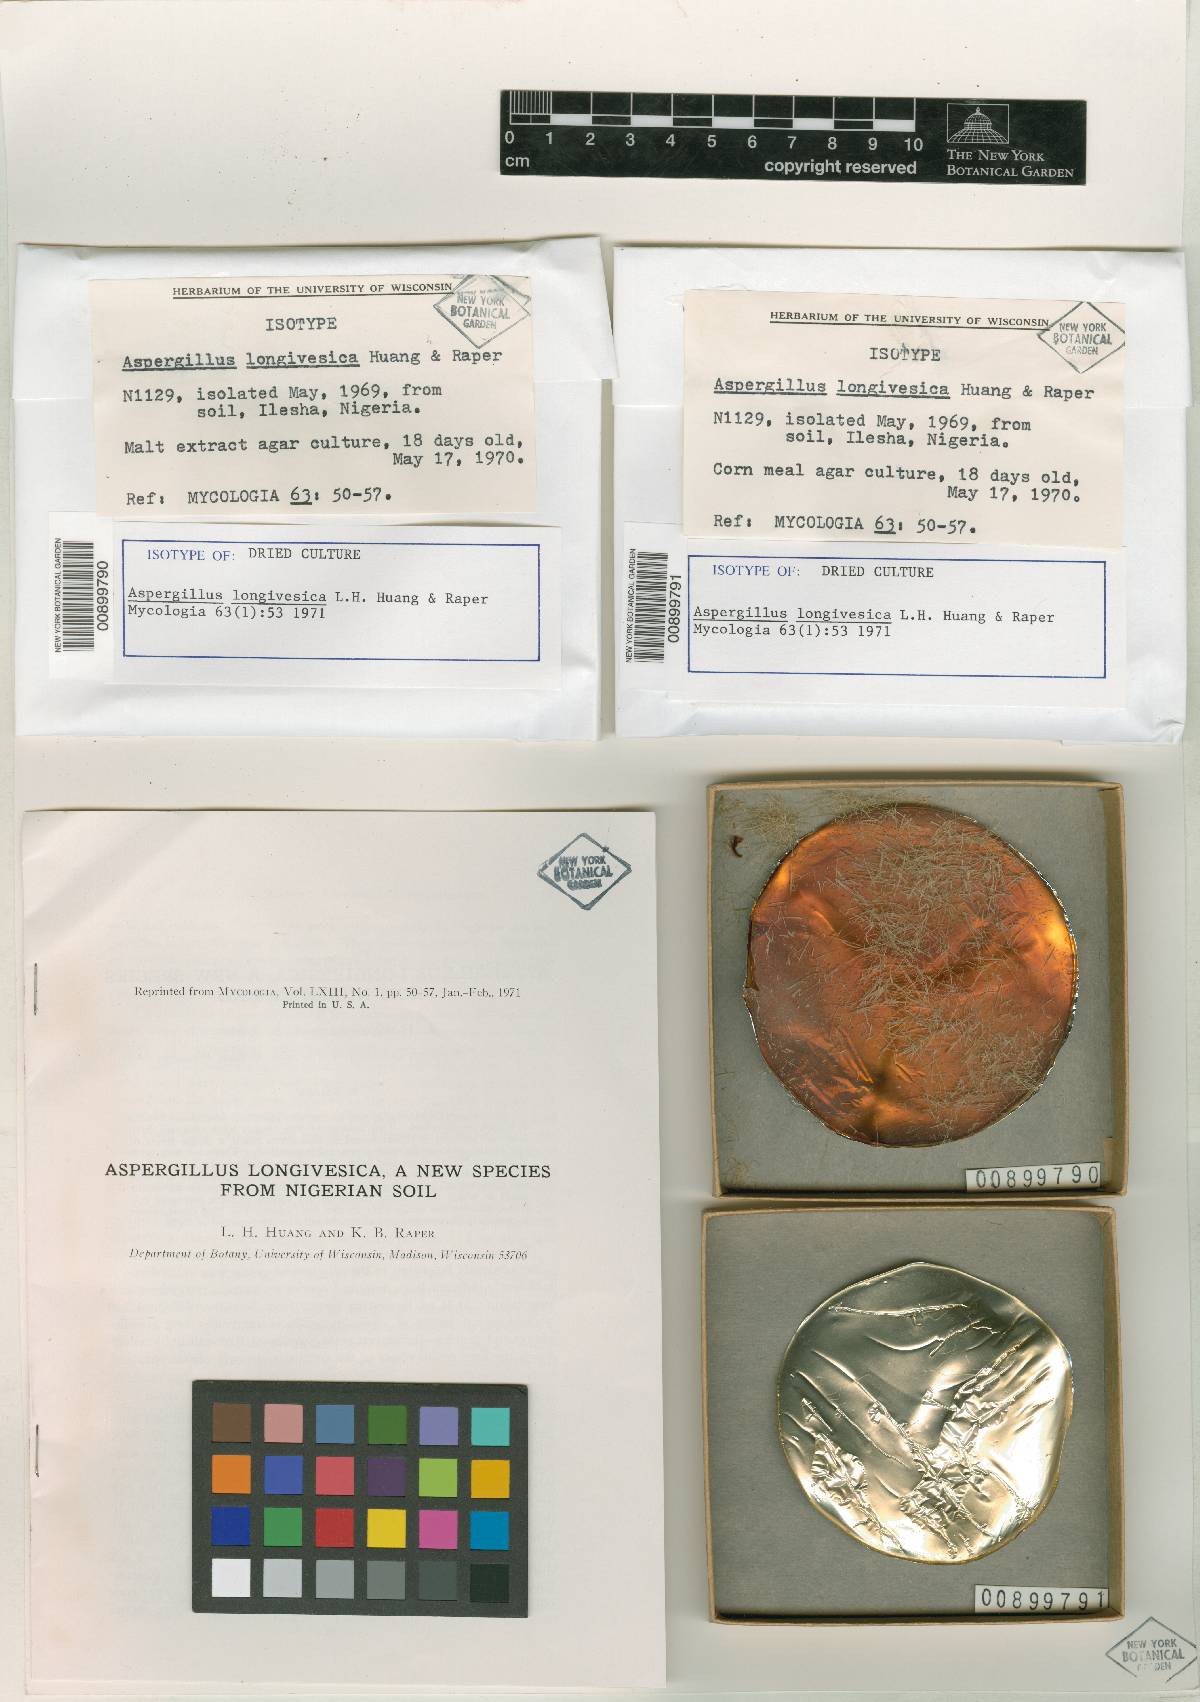 0 1 2 3 4 5 6 7 8 9 10
cm
copyright reserved
THE NEW YORK
BOTANICAL GARDEN
HERBARIUM OF THE UNIVERSITY OF WISCONSIN
NEW YORK
BOTANICAL
GARDEN
ISOTYPE
Aspergillus longivesica Huang & Raper
N1129, isolated May, 1969, from
soil, Ilesha, Nigeria.
Malt extract agar culture, 18 days old,
May 17, 1970.
Ref: MYCOLOGIA 63: 50-57.
NEW YORK BOTANICAL GARDEN
00899790
ISOTYPE OF: DRIED CULTURE
Aspergillus longivesica L.H. Huang & Raper
Mycologia 63(1):53 1971
HERBARIUM OF THE UNIVERSITY OF WISCONSIN
NEW YORK
BOTANICAL
GARDEN
ISOTYPE
Aspergillus longivesica Huang & Raper
N1129, isolated May, 1969, from
soil, Ilesha, Nigeria.
Corn meal agar culture, 18 days old,
May 17, 1970.
Ref: MYCOLOGIA 63: 50-57.
NEW YORK BOTANICAL GARDEN
00899791
ISOTYPE OF: DRIED CULTURE
Aspergillus longivesica L.H. Huang & Raper
Mycologia 63(1):53 1971
NEW YORK
BOTANICAL
GARDEN
Reprinted from MYCOLOGIA, Vol. LXIII, No. 1, pp. 50-57, Jan.-Feb., 1971
Printed in U. S. A.
ASPERGILLUS LONGIVESICA, A NEW SPECIES
FROM NIGERIAN SOIL
L. H. HUANG AND K. B. RAPER
Department of Botany, University of Wisconsin, Madison, Wisconsin 53706
00899790
00899791
NEW YORK
BOTANICAL
GARDEN